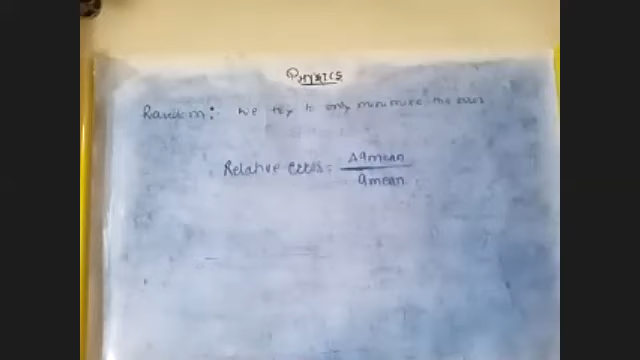 Physics
Random:- we try to only minimize the error
Relative error = Δamean
amean